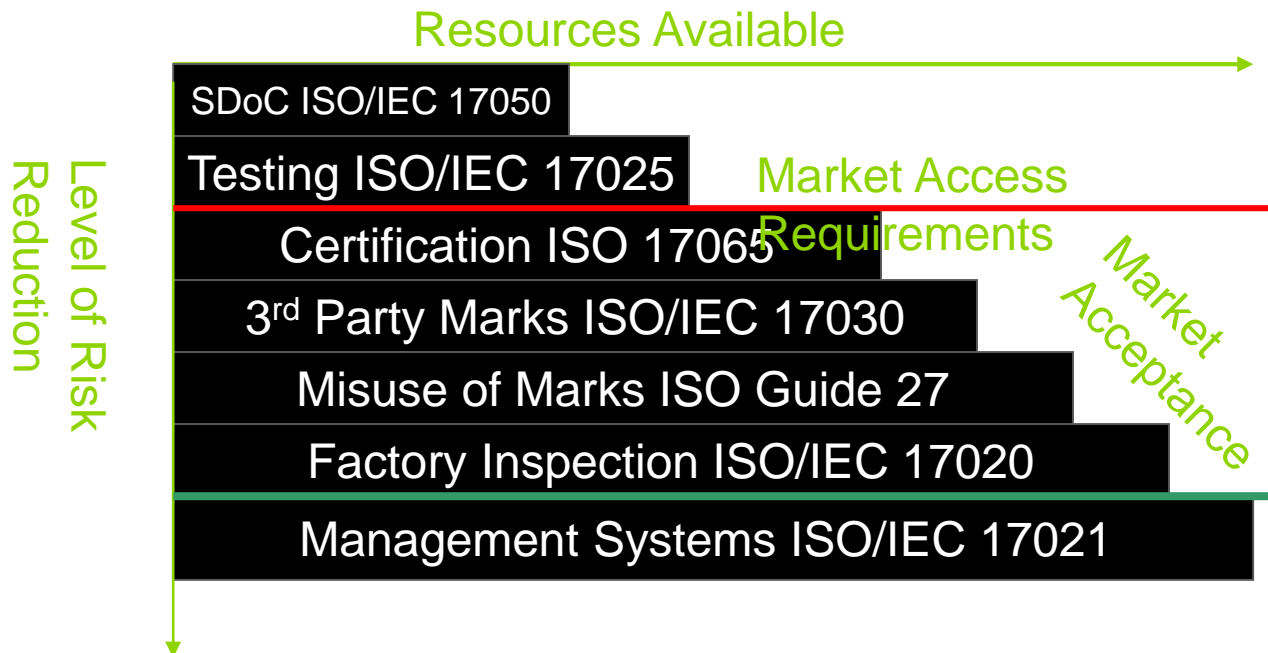 Resources Available
SDoC ISO/IEC 17050
Testing ISO/IEC 17025
Market Access
Requirements
Certification ISO 17065
3rd Party Marks ISO/IEC 17030
Misuse of Marks ISO Guide 27
Factory Inspection ISO/IEC 17020
Management Systems ISO/IEC 17021
Market
Acceptance
Level of Risk
Reduction